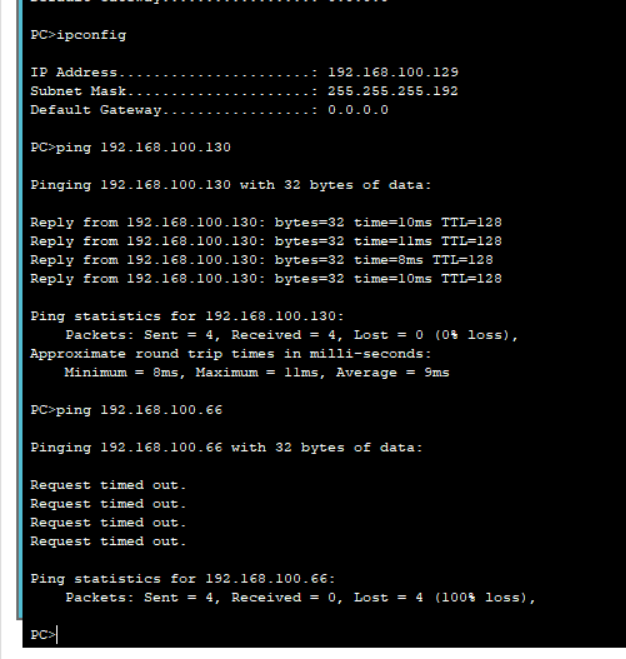 PC>ipconfig
IP Address......................: 192.168.100.129
Subnet Mask.....................: 255.255.255.192
Default Gateway.................: 0.0.0.0
PC>ping 192.168.100.130
Pinging 192.168.100.130 with 32 bytes of data:
Reply from 192.168.100.130: bytes=32 time=10ms TTL=128
Reply from 192.168.100.130: bytes=32 time=11ms TTL=128
Reply from 192.168.100.130: bytes=32 time=8ms TTL=128
Reply from 192.168.100.130: bytes=32 time=10ms TTL=128
Ping statistics for 192.168.100.130:
    Packets: Sent = 4, Received = 4, Lost = 0 (0% loss),
Approximate round trip times in milli-seconds:
    Minimum = 8ms, Maximum = 11ms, Average = 9ms
PC>ping 192.168.100.66
Pinging 192.168.100.66 with 32 bytes of data:
Request timed out.
Request timed out.
Request timed out.
Request timed out.
Ping statistics for 192.168.100.66:
    Packets: Sent = 4, Received = 0, Lost = 4 (100% loss),
PC>